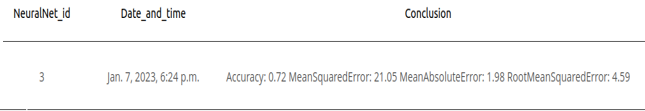 NeuralNet_id Date_and_time Conclusion
3 Jan. 7, 2023, 6:24 p.m. Accuracy: 0.72 MeanSquaredError: 21.05 MeanAbsoluteError: 1.98 RootMeanSquaredError: 4.59